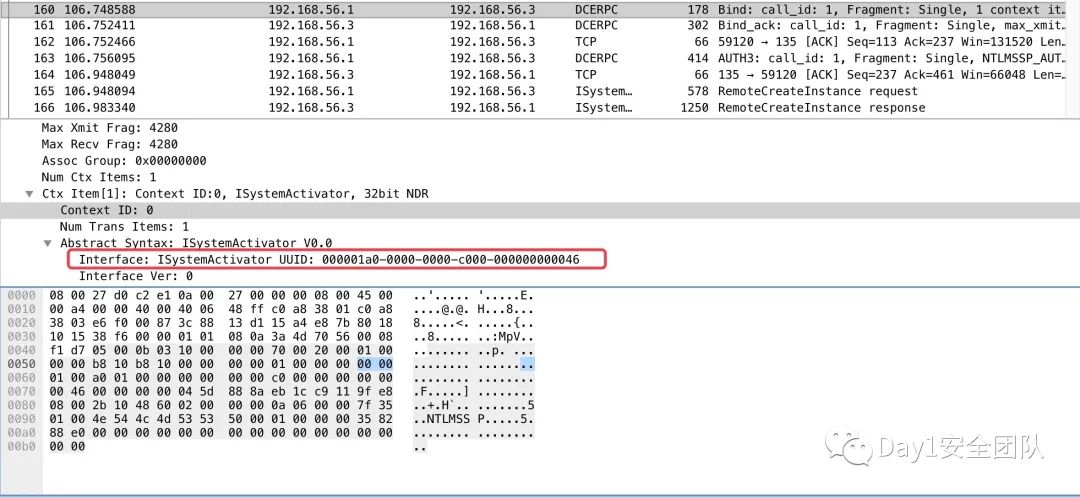 160 106.748588 192.168.56.1 192.168.56.3 DCERPC 178 Bind: call_id: 1, Fragment: Single, 1 context it…
161 106.752411 192.168.56.3 192.168.56.1 DCERPC 302 Bind_ack: call_id: 1, Fragment: Single, max_xmit…
162 106.752466 192.168.56.1 192.168.56.3 TCP 66 59120 → 135 [ACK] Seq=113 Ack=237 Win=131520 Len…
163 106.756095 192.168.56.1 192.168.56.3 DCERPC 414 AUTH3: call_id: 1, Fragment: Single, NTLMSSP_AUT…
164 106.948049 192.168.56.3 192.168.56.1 TCP 66 135 → 59120 [ACK] Seq=237 Ack=461 Win=66048 Len=…
165 106.948094 192.168.56.1 192.168.56.3 ISystem… 578 RemoteCreateInstance request
166 106.983340 192.168.56.3 192.168.56.1 ISystem… 1250 RemoteCreateInstance response
Max Xmit Frag: 4280
Max Recv Frag: 4280
Assoc Group: 0x00000000
Num Ctx Items: 1
Ctx Item[1]: Context ID:0, ISystemActivator, 32bit NDR
Context ID: 0
Num Trans Items: 1
Abstract Syntax: ISystemActivator V0.0
Interface: ISystemActivator UUID: 000001a0-0000-0000-c000-000000000046
Interface Ver: 0
0000 08 00 27 d0 c2 e1 0a 00 27 00 00 00 08 00 45 00 ..'.....'.....E.
0010 00 a4 00 00 40 00 40 06 48 ff c0 a8 38 01 c0 a8 ....@.@.H...8...
0020 38 03 e6 f0 00 87 3c 88 13 d1 15 a4 e8 7b 80 18 8.....<......{..
0030 10 15 38 f6 00 00 01 01 08 0a 3a 4d 70 56 00 08 ..8.......:MpV..
0040 f1 d7 05 00 0b 03 10 00 00 00 70 00 20 00 01 00 ..........p. ...
0050 00 00 b8 10 b8 10 00 00 00 00 01 00 00 00 00 00 ................
0060 01 00 a0 01 00 00 00 00 00 00 c0 00 00 00 00 00 ................
0070 00 46 00 00 00 00 04 5d 88 8a eb 1c c9 11 9f e8 .F.....]........
0080 08 00 2b 10 48 60 02 00 00 00 0a 06 00 00 7f 35 ..+.H`.........5
0090 01 00 4e 54 4c 4d 53 53 50 00 01 00 00 00 35 82 ..NTLMSSP.....5.
00a0 88 e0 00 00 00 00 00 00 00 00 00 00 00 00 00 00 ................
00b0 00 00 ..
Day1安全团队